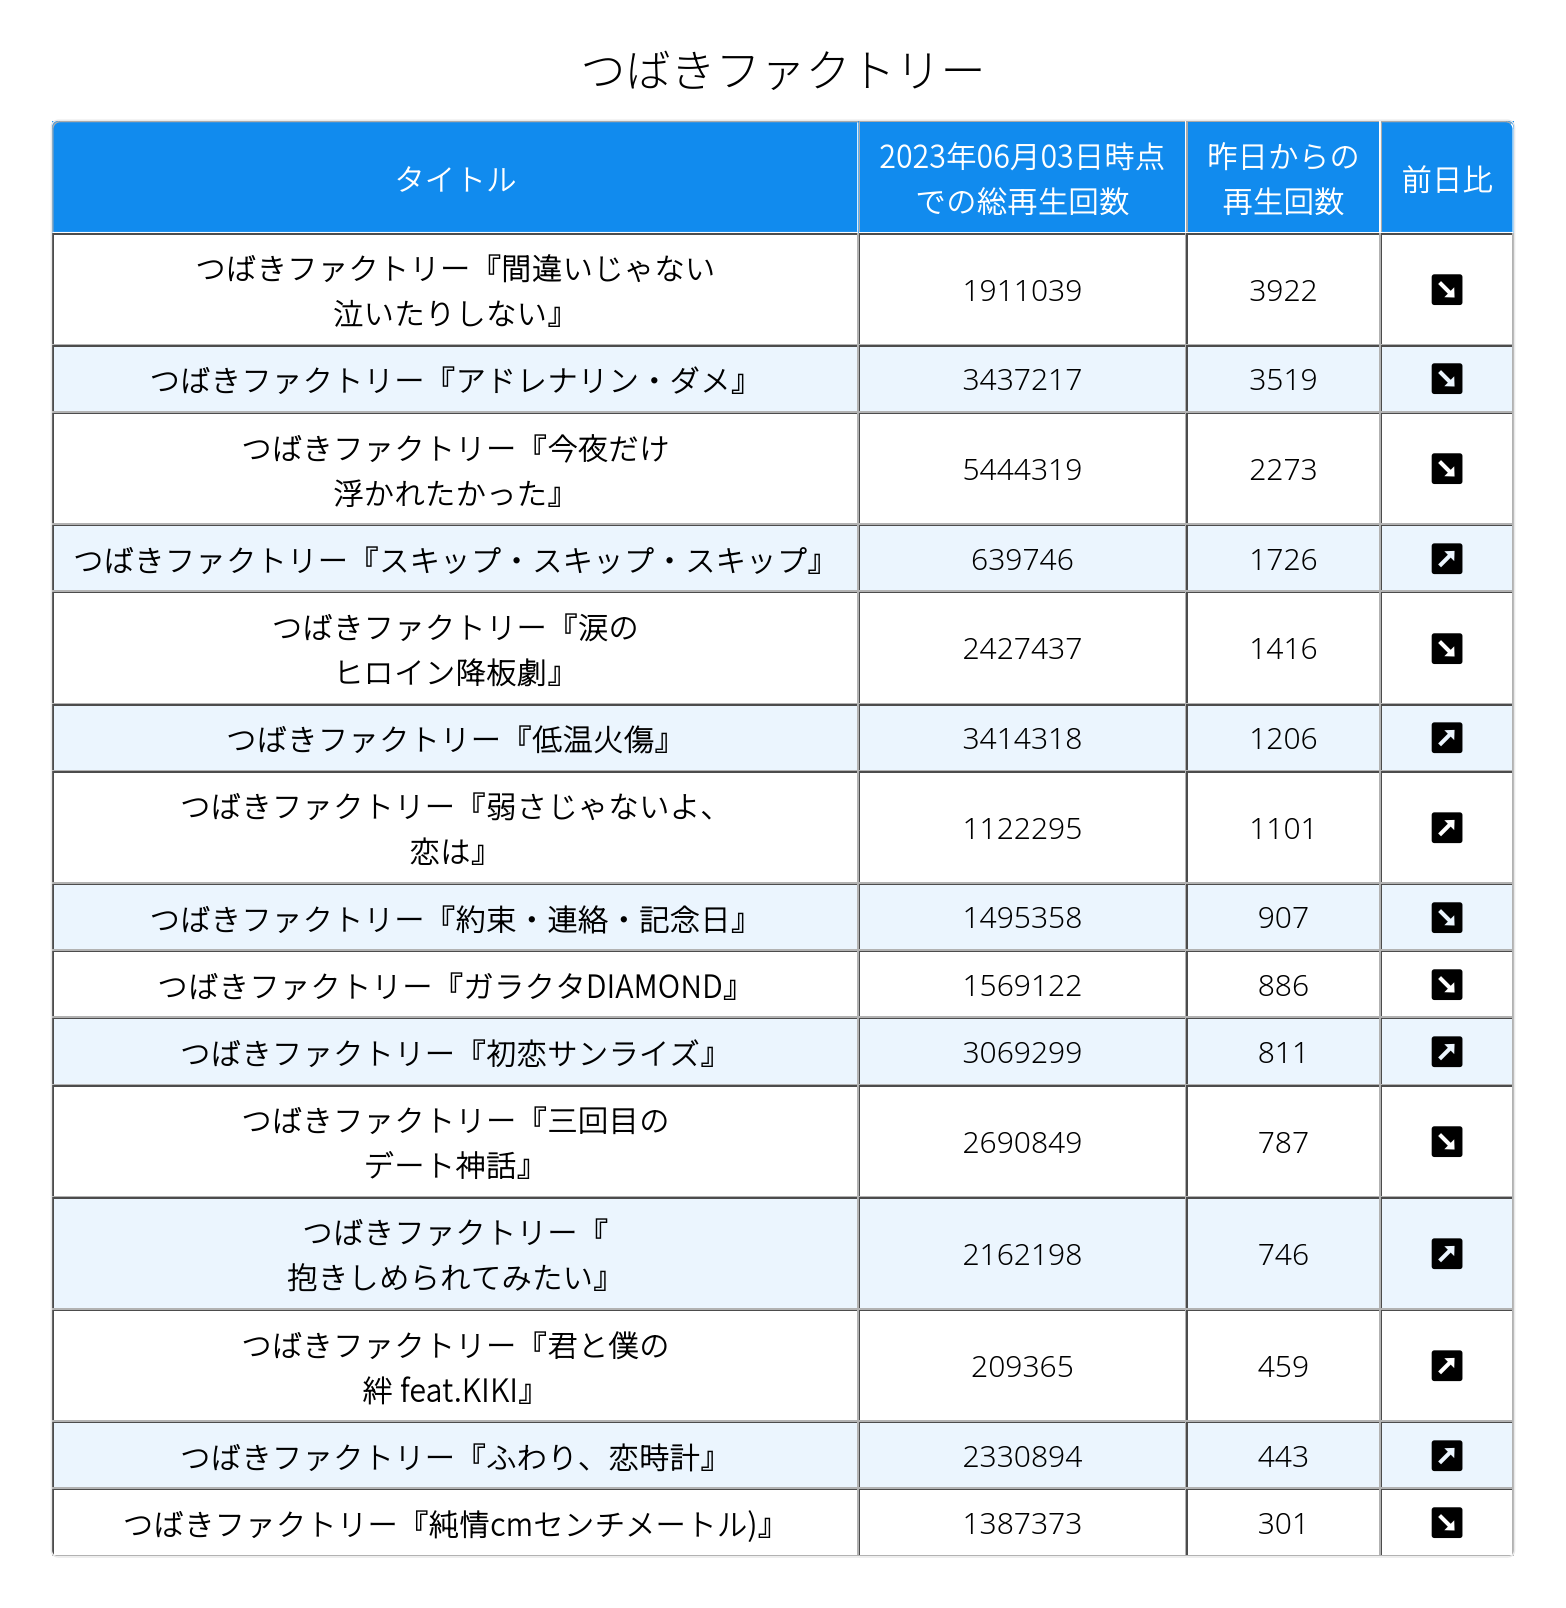 つばきファクトリー
タイトル
2023年06月03日時点
での総再生回数
昨日からの
再生回数
前日比
つばきファクトリー『間違いじゃない
泣いたりしない』
1911039
3922
つばきファクトリー『アドレナリン・ダメ』
3437217
3519
つばきファクトリー『今夜だけ
浮かれたかった』
5444319
2273
つばきファクトリー『スキップ・スキップ・スキップ』
639746
1726
つばきファクトリー『涙の
ヒロイン降板劇』
2427437
1416
つばきファクトリー『低温火傷』
3414318
1206
つばきファクトリー『弱さじゃないよ、
恋は』
1122295
1101
つばきファクトリー『約束・連絡・記念日』
1495358
907
つばきファクトリー『ガラクタDIAMOND』
1569122
886
つばきファクトリー『初恋サンライズ』
3069299
811
つばきファクトリー『三回目の
デート神話』
2690849
787
つばきファクトリー『
抱きしめられてみたい』
2162198
746
つばきファクトリー『君と僕の
絆 feat.KIKI』
209365
459
つばきファクトリー『ふわり、恋時計』
2330894
443
つばきファクトリー『純情cmセンチメートル)』
1387373
301